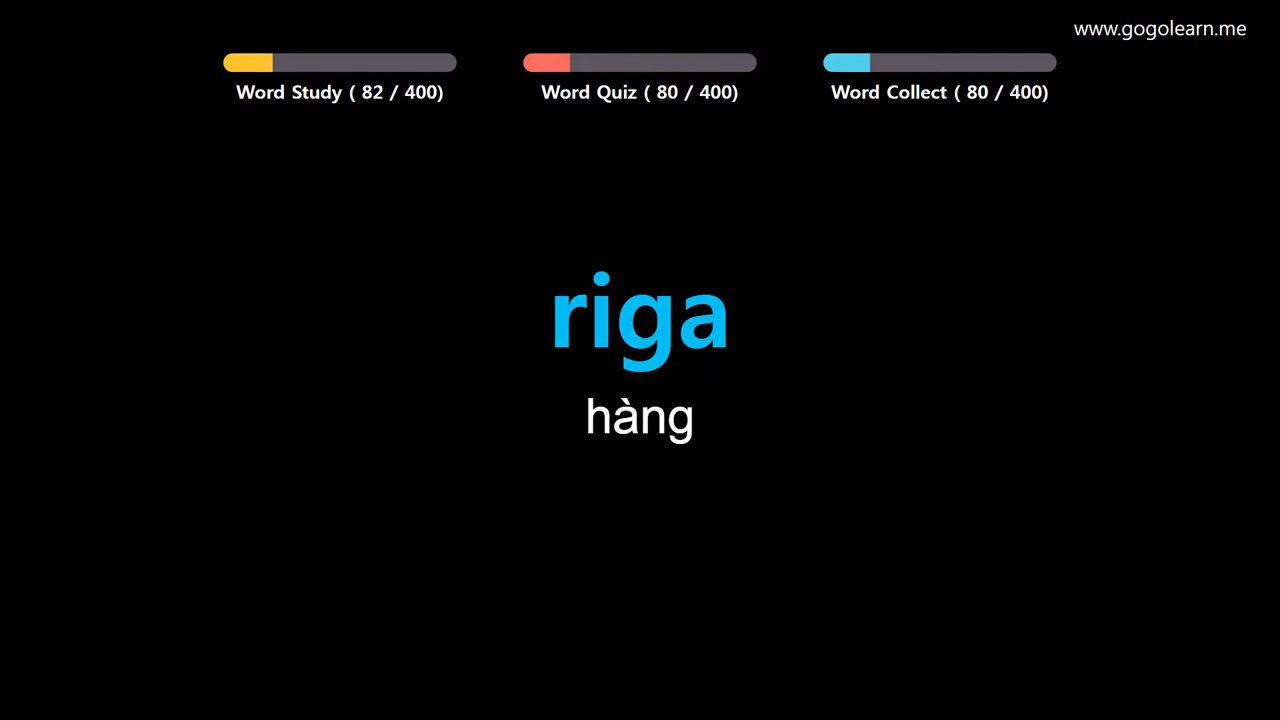 www.gogolearn.me
Word Study ( 82 / 400)
Word Quiz ( 80 / 400)
Word Collect ( 80 / 400)
riga
hàng